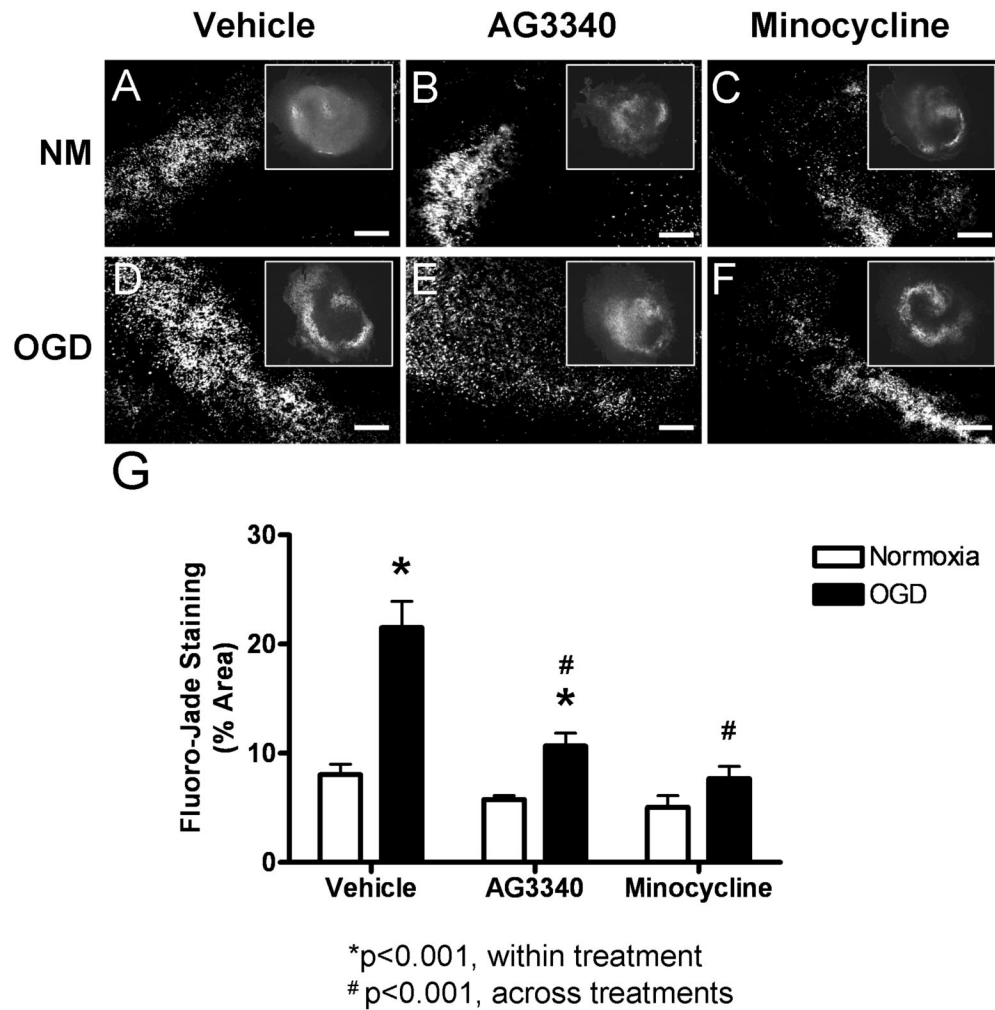 Vehicle AG3340 Minocycline
NM
A B C
OGD
D E F
G
Fluoro-Jade Staining
(% Area)
30
20
10
0
* # * #
Normoxia
OGD
Vehicle AG3340 Minocycline
*p<0.001, within treatment
# p<0.001, across treatments